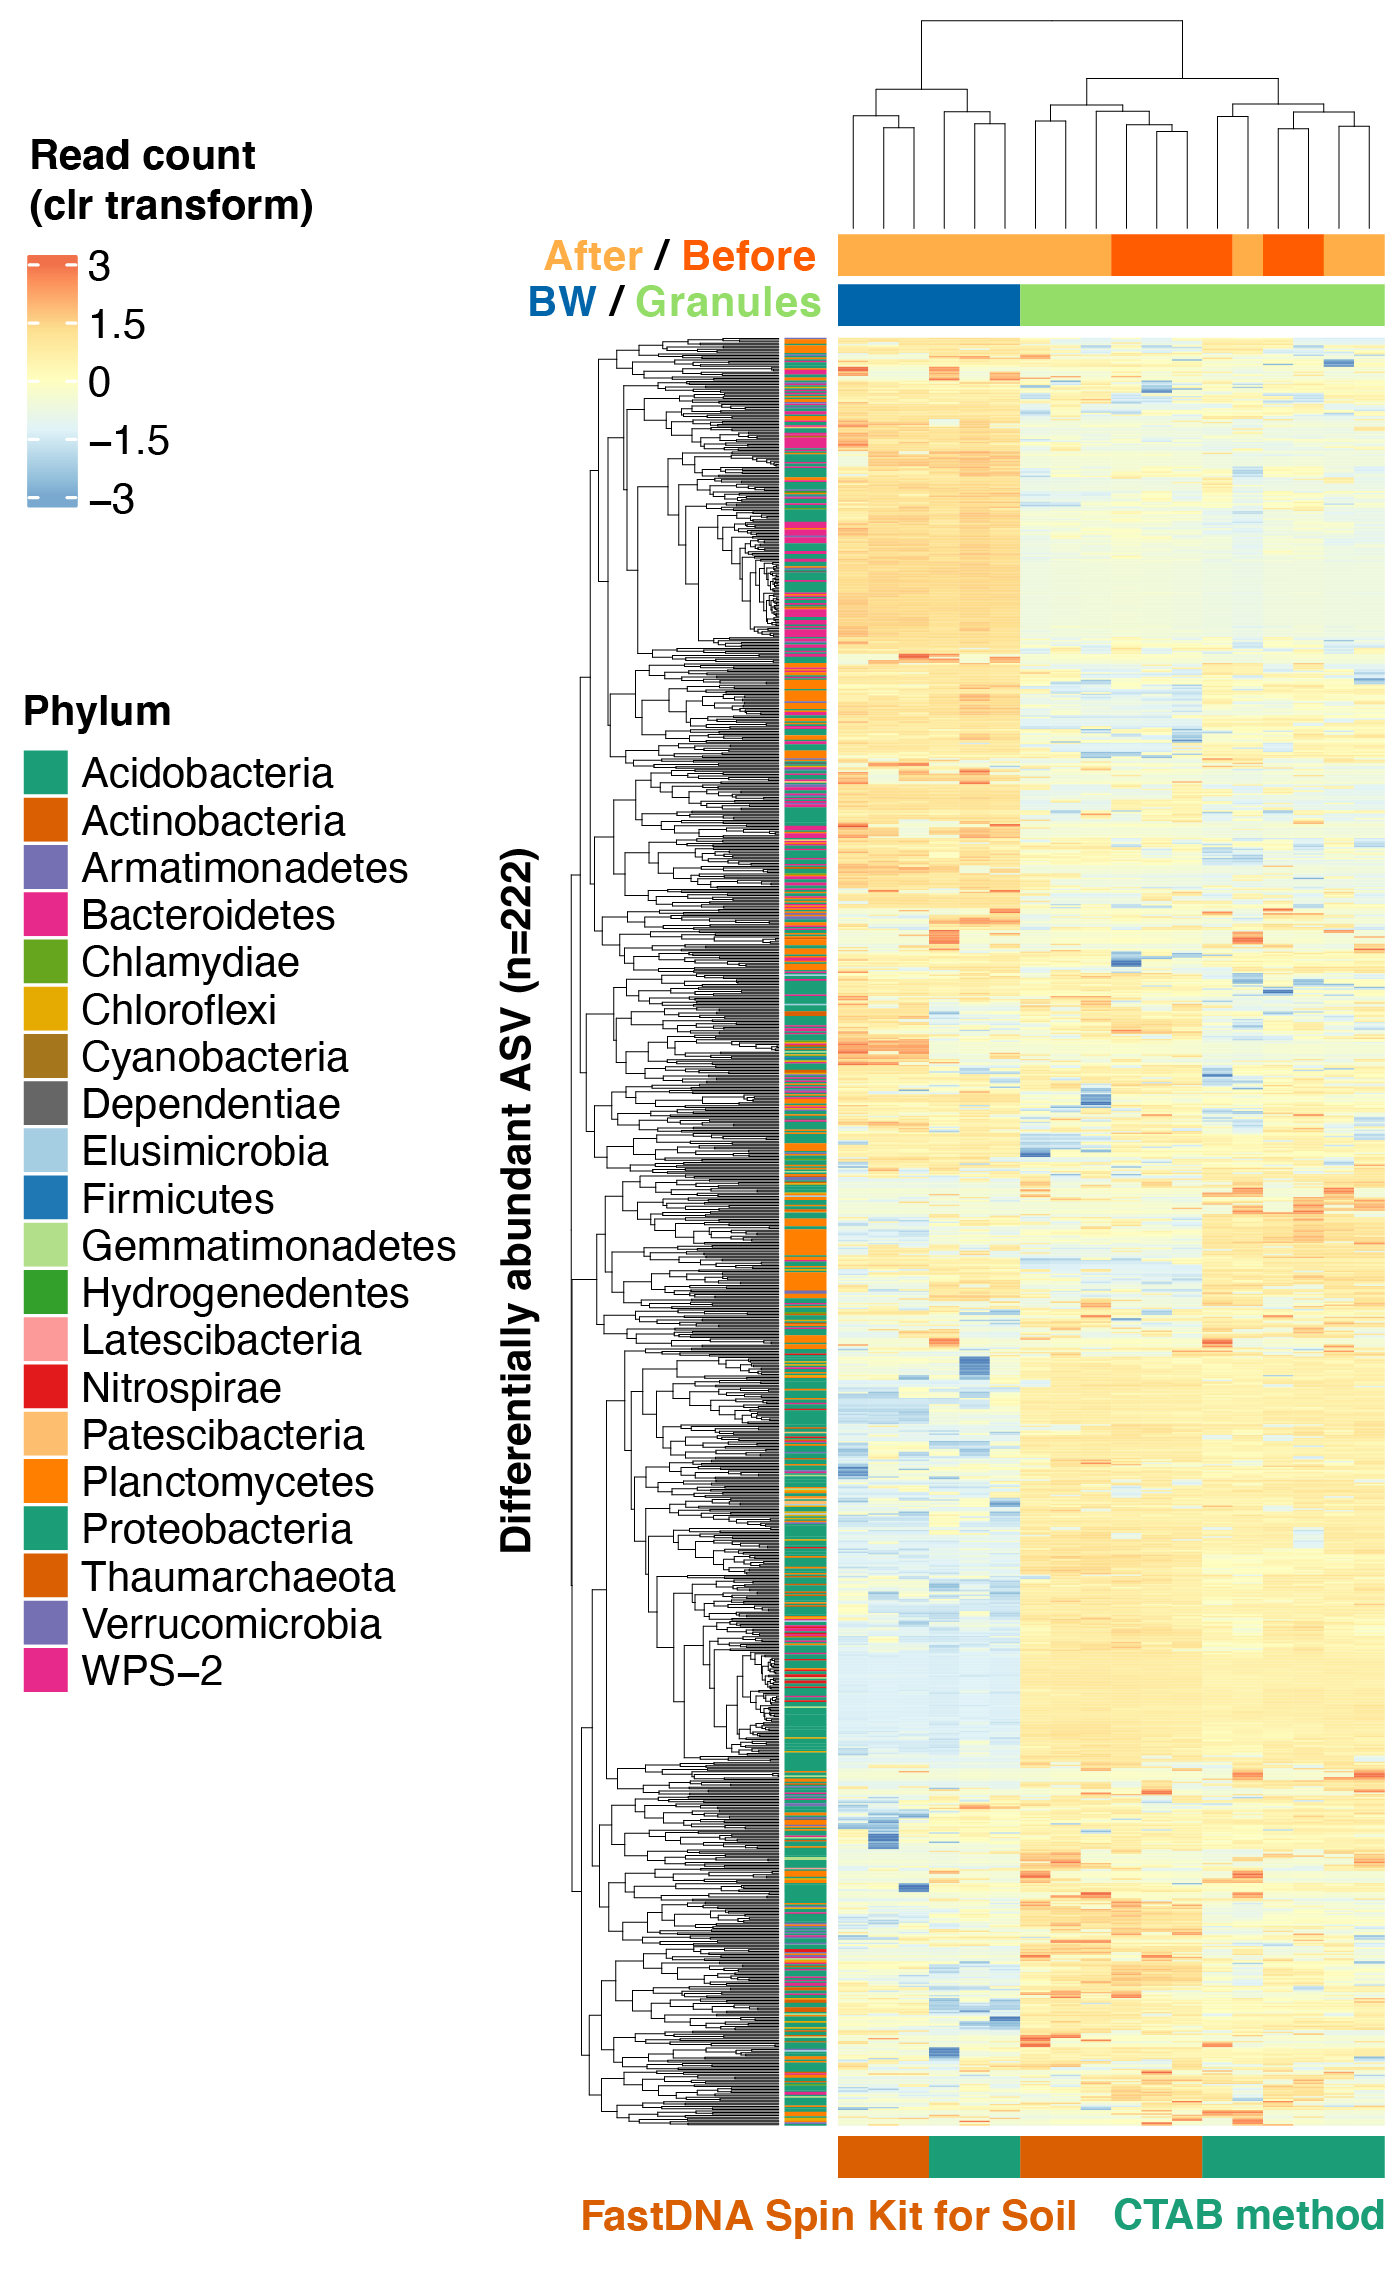 Read count
(clr transform)
3
1.5
0
−1.5
−3
After / Before
BW / Granules
Phylum
Acidobacteria
Actinobacteria
Armatimonadetes
Bacteroidetes
Chlamydiae
Chloroflexi
Cyanobacteria
Dependentiae
Elusimicrobia
Firmicutes
Gemmatimonadetes
Hydrogenedentes
Latescibacteria
Nitrospirae
Patescibacteria
Planctomycetes
Proteobacteria
Thaumarchaeota
Verrucomicrobia
WPS−2
Differentially abundant ASV (n=222)
FastDNA Spin Kit for Soil CTAB method